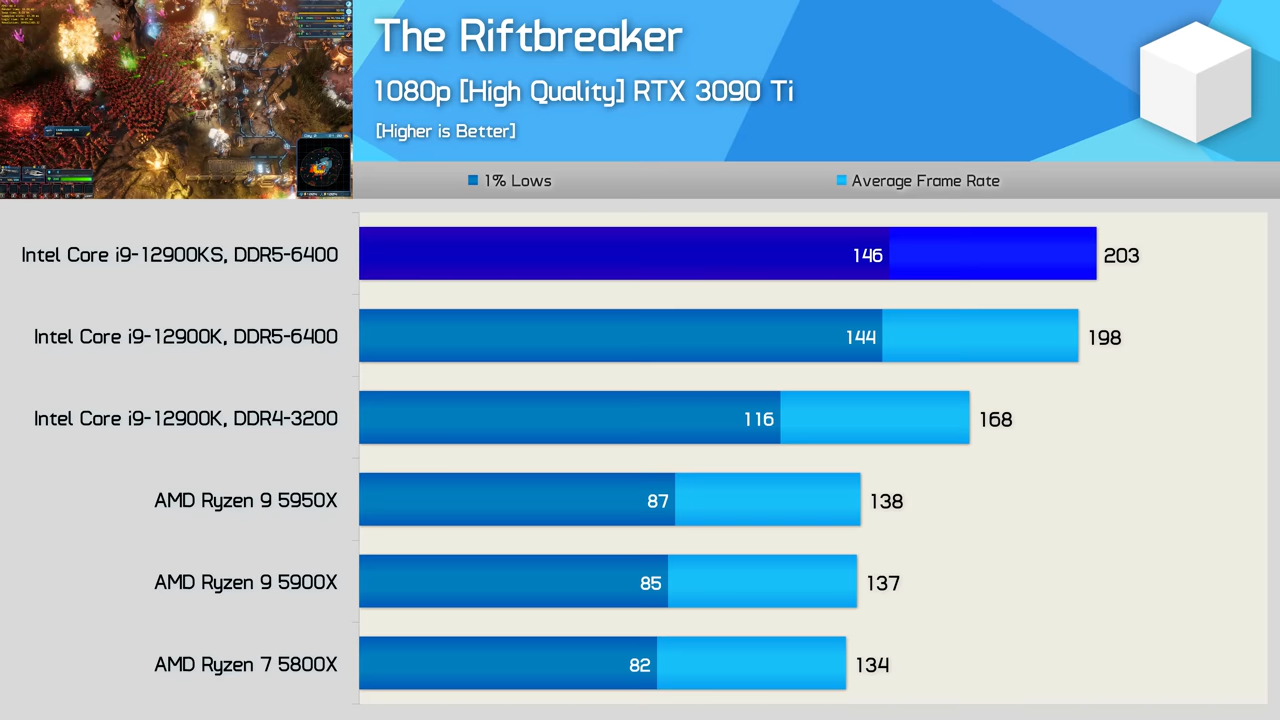 The Riftbreaker
1080p [High Quality] RTX 3090 Ti
[Higher is Better]
1% Lows
Average Frame Rate
Intel Core i9-12900KS, DDR5-6400
146
203
Intel Core i9-12900K, DDR5-6400
144
198
Intel Core i9-12900K, DDR4-3200
116
168
AMD Ryzen 9 5950X
87
138
AMD Ryzen 9 5900X
85
137
AMD Ryzen 7 5800X
82
134